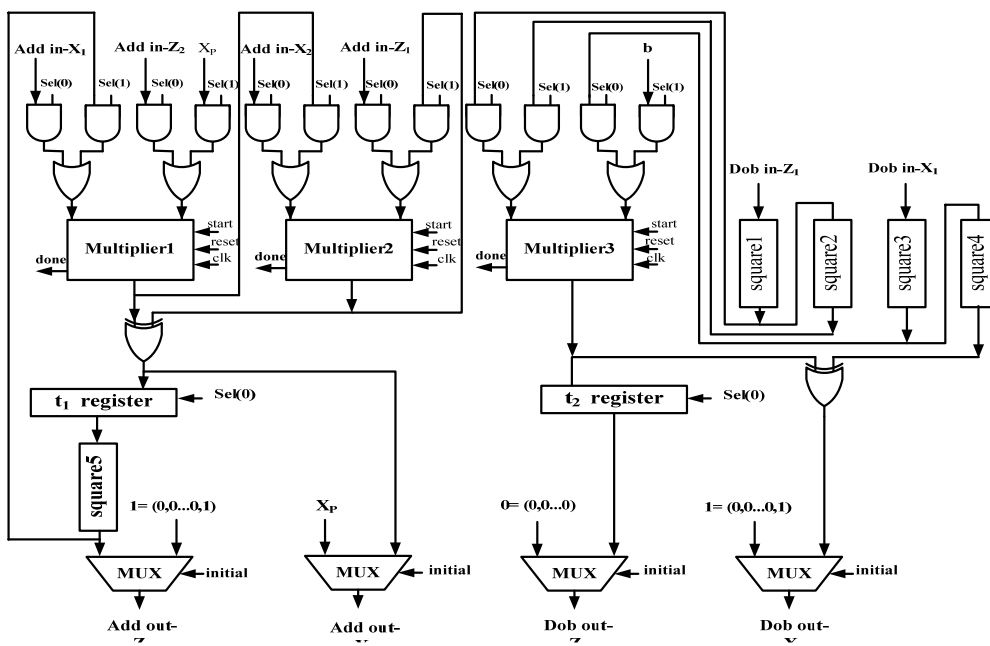 Add in-X1
Add in-Z2
XP
Add in-X2
Add in-Z1
b
Sel(0)
Sel(1)
Sel(0)
Sel(1)
Sel(0)
Sel(1)
Sel(0)
Sel(1)
Sel(0)
Sel(1)
Sel(0)
Sel(1)
Dob in-Z1
Dob in-X1
Multiplier1
start
reset
clk
done
Multiplier2
start
reset
clk
done
Multiplier3
start
reset
clk
done
square1
square2
square3
square4
t1 register
Sel(0)
t2 register
Sel(0)
square5
1= (0,0...0,1)
XP
0= (0,0...0)
1= (0,0...0,1)
MUX
initial
MUX
initial
MUX
initial
MUX
initial
Add out-
Add out-
Dob out-
Dob out-